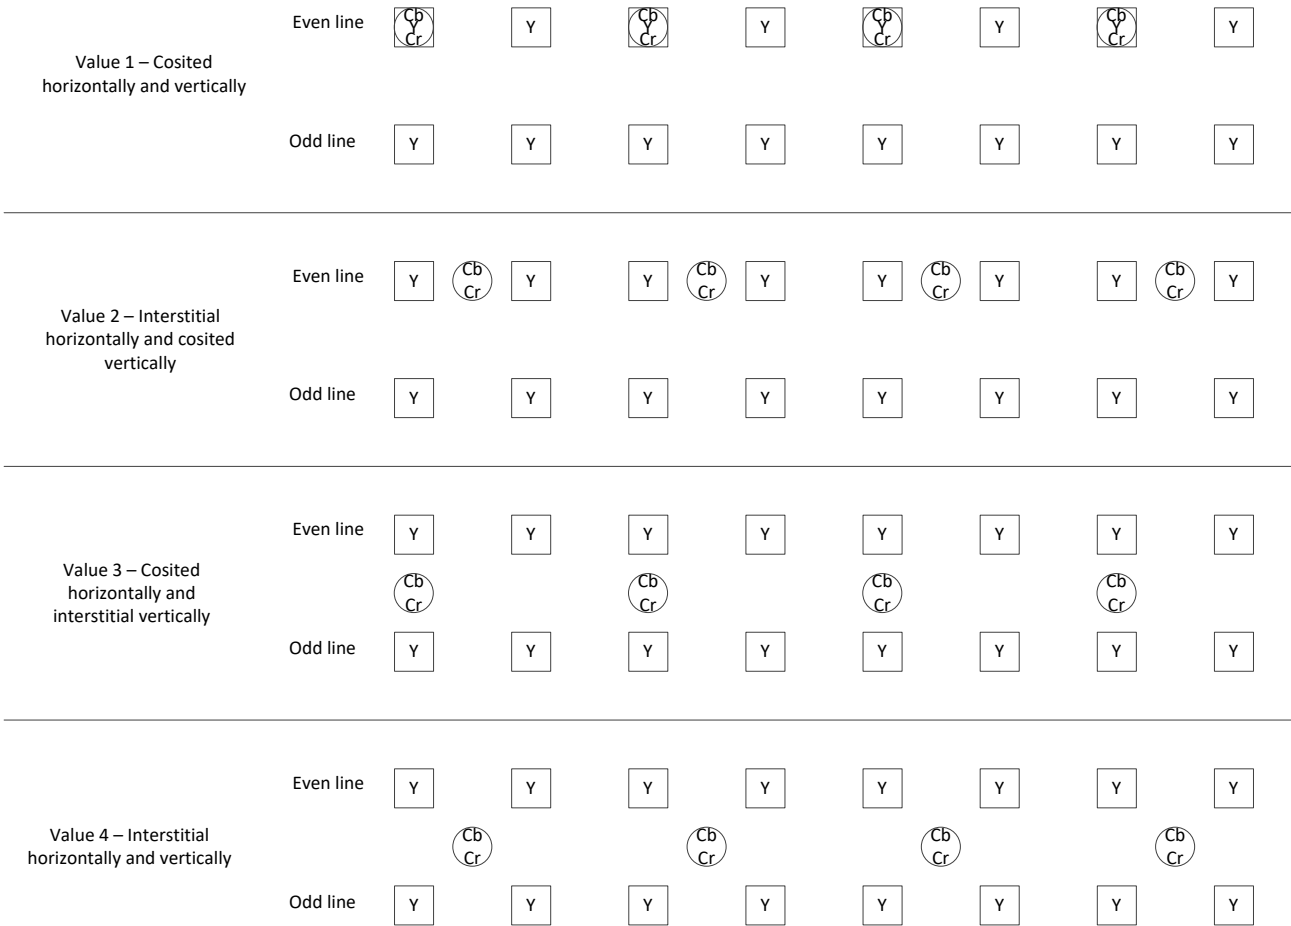 Value 1 – Cosited
horizontally and vertically
Even line Cb Y Cr Y Cb Y Cr Y Cb Y Cr Y Cb Y Cr Y
Odd line Y Y Y Y Y Y Y Y
Value 2 – Interstitial
horizontally and cosited
vertically
Even line Y Cb Cr Y Y Cb Cr Y Y Cb Cr Y Y Cb Cr Y
Odd line Y Y Y Y Y Y Y Y
Value 3 – Cosited
horizontally and
interstitial vertically
Even line Y Y Y Y Y Y Y Y
Cb Cb Cb Cb
Cr Cr Cr Cr
Odd line Y Y Y Y Y Y Y Y
Value 4 – Interstitial
horizontally and vertically
Even line Y Y Y Y Y Y Y Y
Cb Cb Cb Cb
Cr Cr Cr Cr
Odd line Y Y Y Y Y Y Y Y